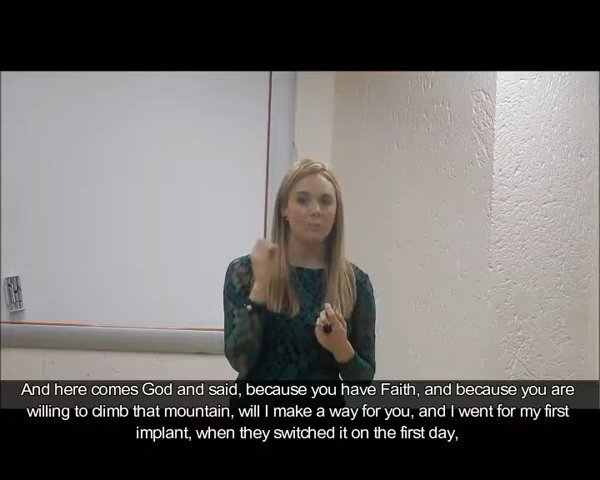 And here comes God and said, because you have Faith, and because you are
willing to climb that mountain, will I make a way for you, and I went for my first
implant, when they switched it on the first day,